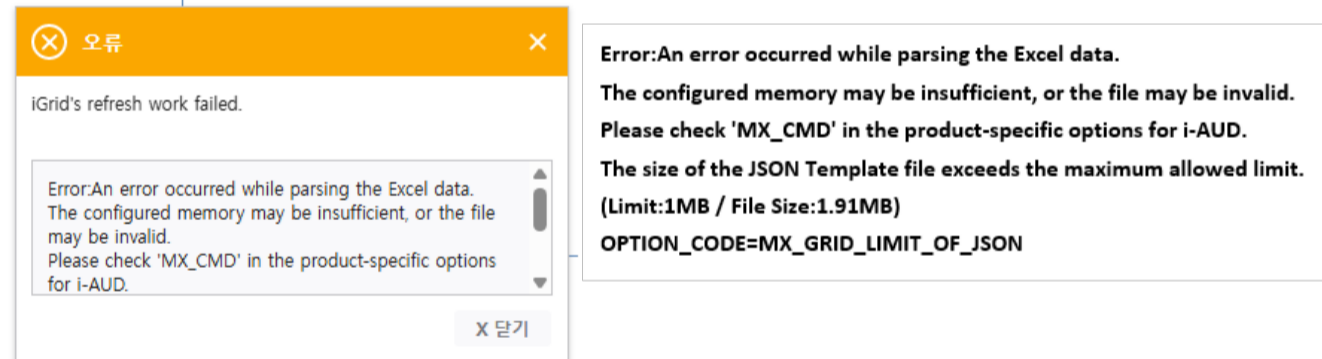 오류
iGrid's refresh work failed.
Error:An error occurred while parsing the Excel data.
The configured memory may be insufficient, or the file
may be invalid.
Please check 'MX_CMD' in the product-specific options
for i-AUD.
X 닫기
Error:An error occurred while parsing the Excel data.
The configured memory may be insufficient, or the file may be invalid.
Please check 'MX_CMD' in the product-specific options for i-AUD.
The size of the JSON Template file exceeds the maximum allowed limit.
(Limit:1MB / File Size:1.91MB)
OPTION_CODE=MX_GRID_LIMIT_OF_JSON